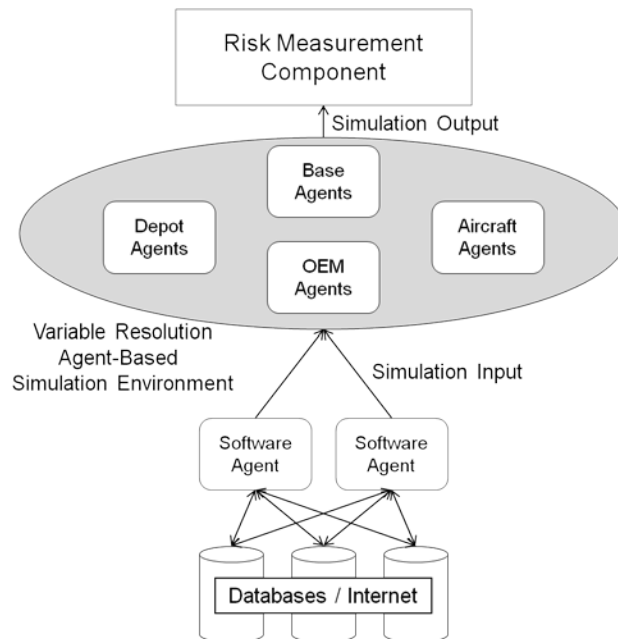 Risk Measurement
Component
Simulation Output
Base
Agents
Depot
Agents
Aircraft
Agents
OEM
Agents
Variable Resolution
Agent-Based
Simulation Environment
Simulation Input
Software
Agent
Software
Agent
Databases / Internet